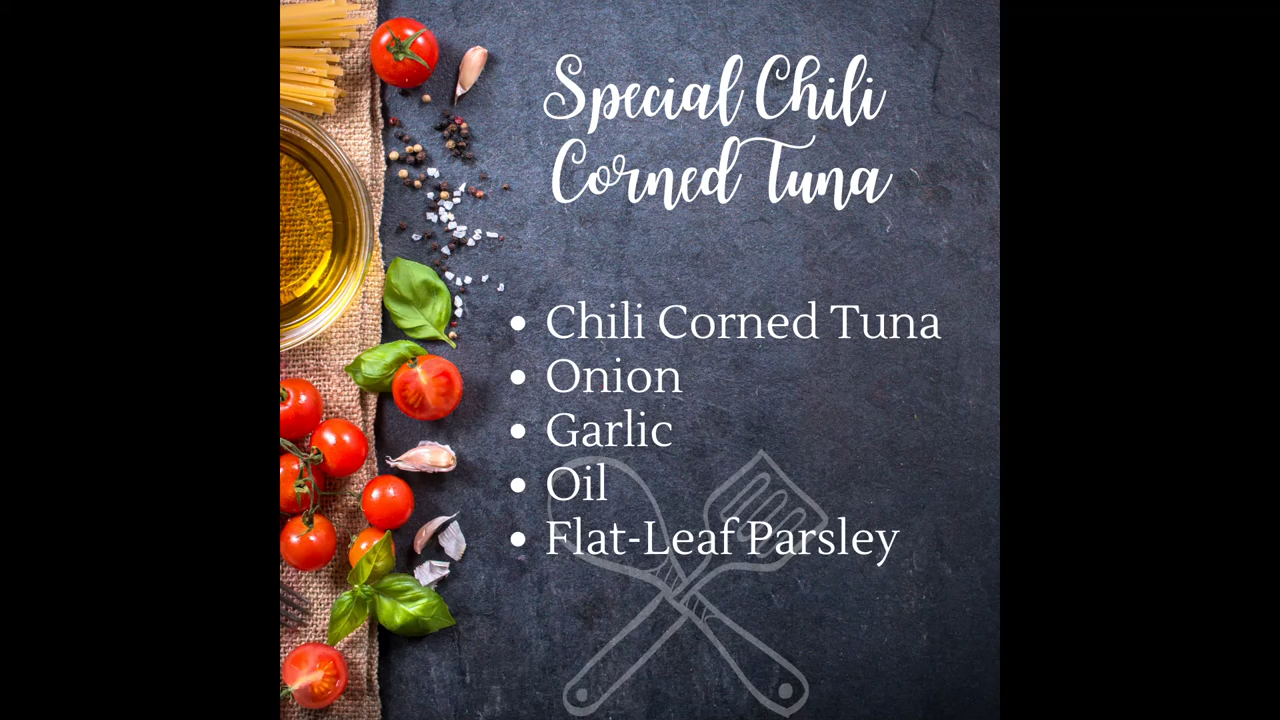 Special Chili
Corned Tuna
• Chili Corned Tuna
• Onion
• Garlic
• Oil
• Flat-Leaf Parsley